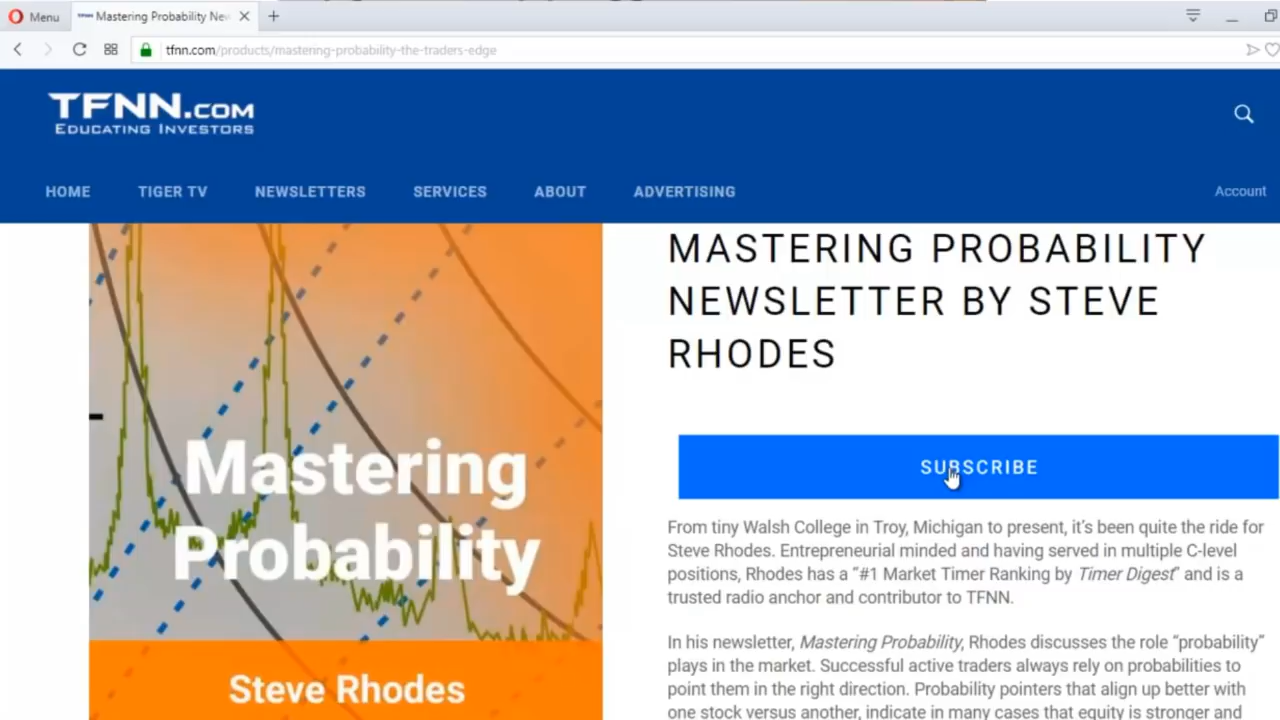 Menu
TFNN Mastering Probability New
tfnn.com/products/mastering-probability-the-traders-edge
TFNN.COM
EDUCATING INVESTORS
HOME TIGER TV NEWSLETTERS SERVICES ABOUT ADVERTISING Account
MASTERING PROBABILITY
NEWSLETTER BY STEVE
RHODES
Mastering
Probability
Steve Rhodes
SUBSCRIBE
From tiny Walsh College in Troy, Michigan to present, it's been quite the ride for
Steve Rhodes. Entrepreneurial minded and having served in multiple C-level
positions, Rhodes has a “#1 Market Timer Ranking by Timer Digest” and is a
trusted radio anchor and contributor to TFNN.
In his newsletter, Mastering Probability, Rhodes discusses the role “probability”
plays in the market. Successful active traders always rely on probabilities to
point them in the right direction. Probability pointers that align up better with
one stock versus another, indicate in many cases that equity is stronger and